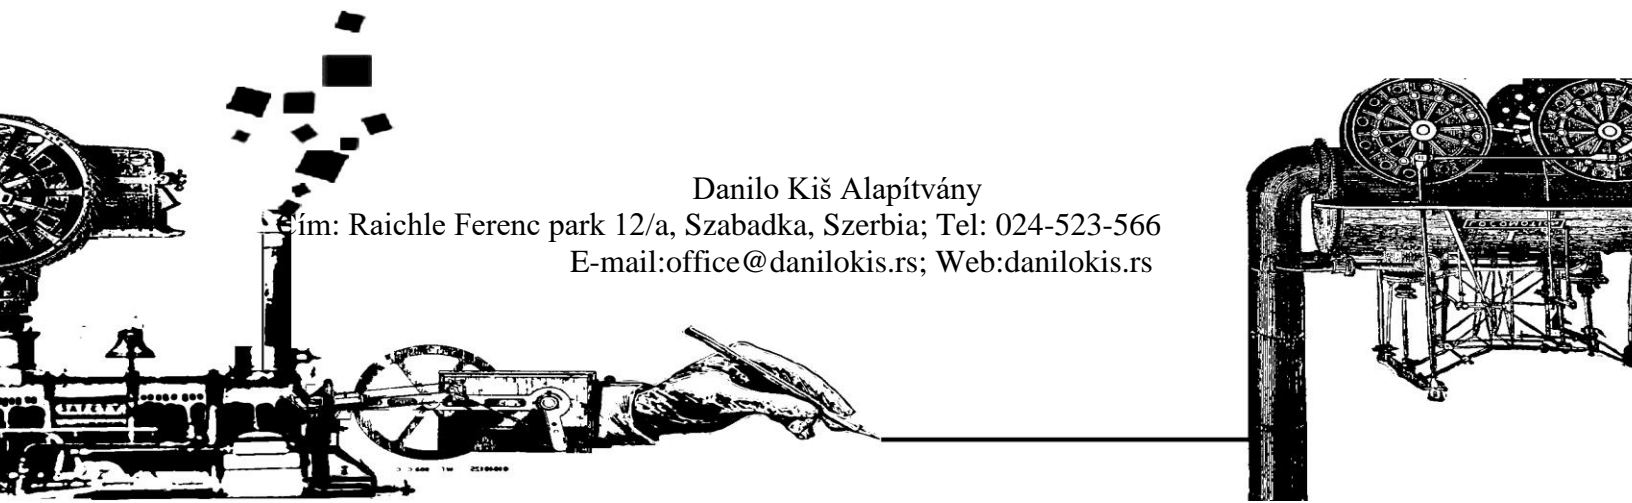 Danilo Kiš Alapítvány
Cím: Raichle Ferenc park 12/a, Szabadka, Szerbia; Tel: 024-523-566
E-mail:office@danilokis.rs; Web:danilokis.rs